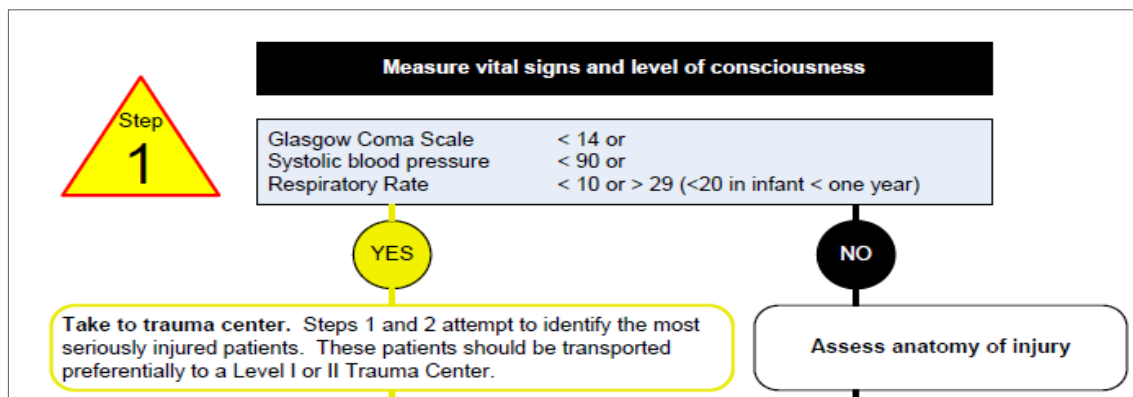 Measure vital signs and level of consciousness
Step
1
Glasgow Coma Scale < 14 or
Systolic blood pressure < 90 or
Respiratory Rate < 10 or > 29 (<20 in infant < one year)
YES
NO
Take to trauma center. Steps 1 and 2 attempt to identify the most
seriously injured patients. These patients should be transported
preferentially to a Level I or II Trauma Center.
Assess anatomy of injury